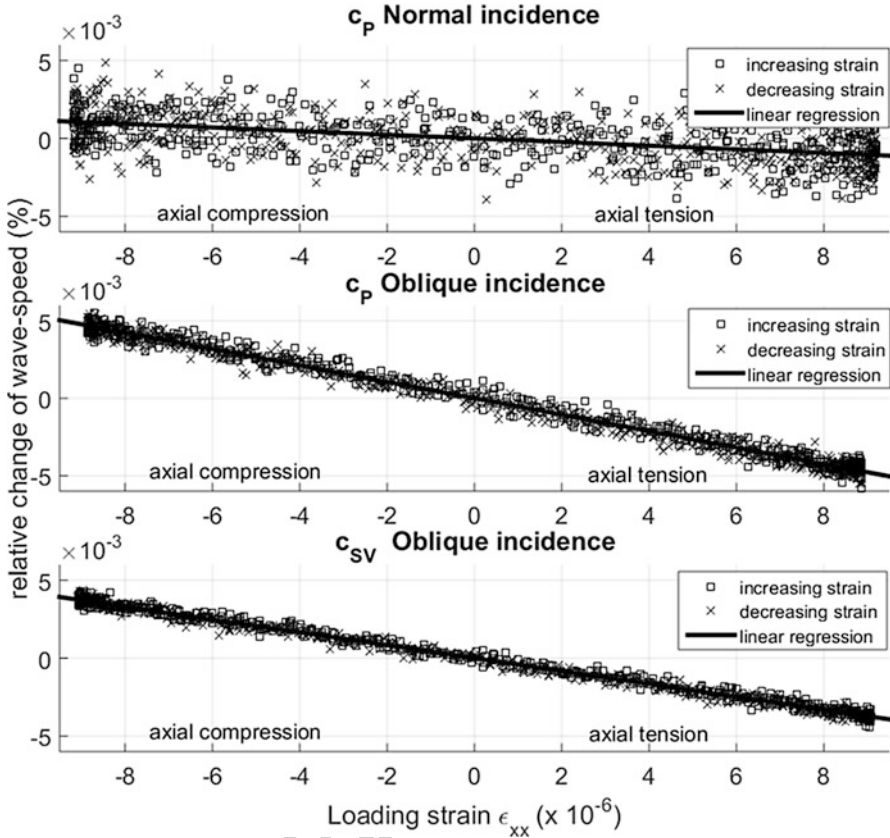 c_P Normal incidence
× 10^-3
5
0
-5
□ increasing strain
× decreasing strain
linear regression
axial compression
axial tension
-8 -6 -4 -2 0 2 4 6 8
c_P Oblique incidence
× 10^-3
5
0
-5
□ increasing strain
× decreasing strain
linear regression
axial compression
axial tension
-8 -6 -4 -2 0 2 4 6 8
c_SV Oblique incidence
× 10^-3
5
0
-5
□ increasing strain
× decreasing strain
linear regression
axial compression
axial tension
-8 -6 -4 -2 0 2 4 6 8
Loading strain ϵ_xx (x 10^-6)
relative change of wave-speed (%)